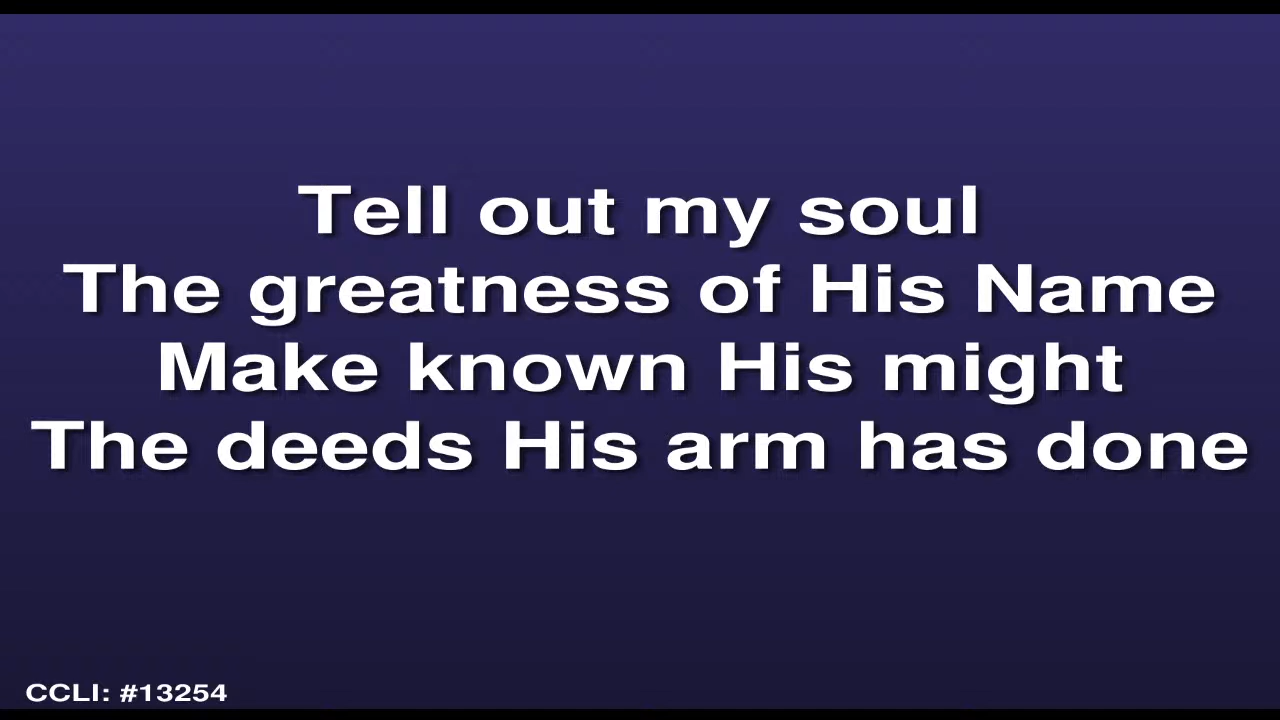 Tell out my soul
The greatness of His Name
Make known His might
The deeds His arm has done
CCLI: #13254